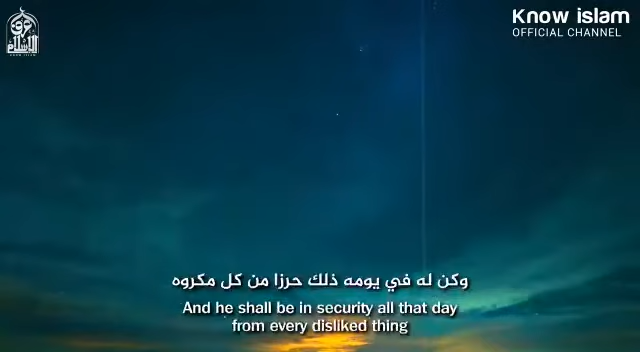 Know islam
OFFICIAL CHANNEL
وكن له في يومه ذلك حرزا من كل مكروه
And he shall be in security all that day
from every disliked thing